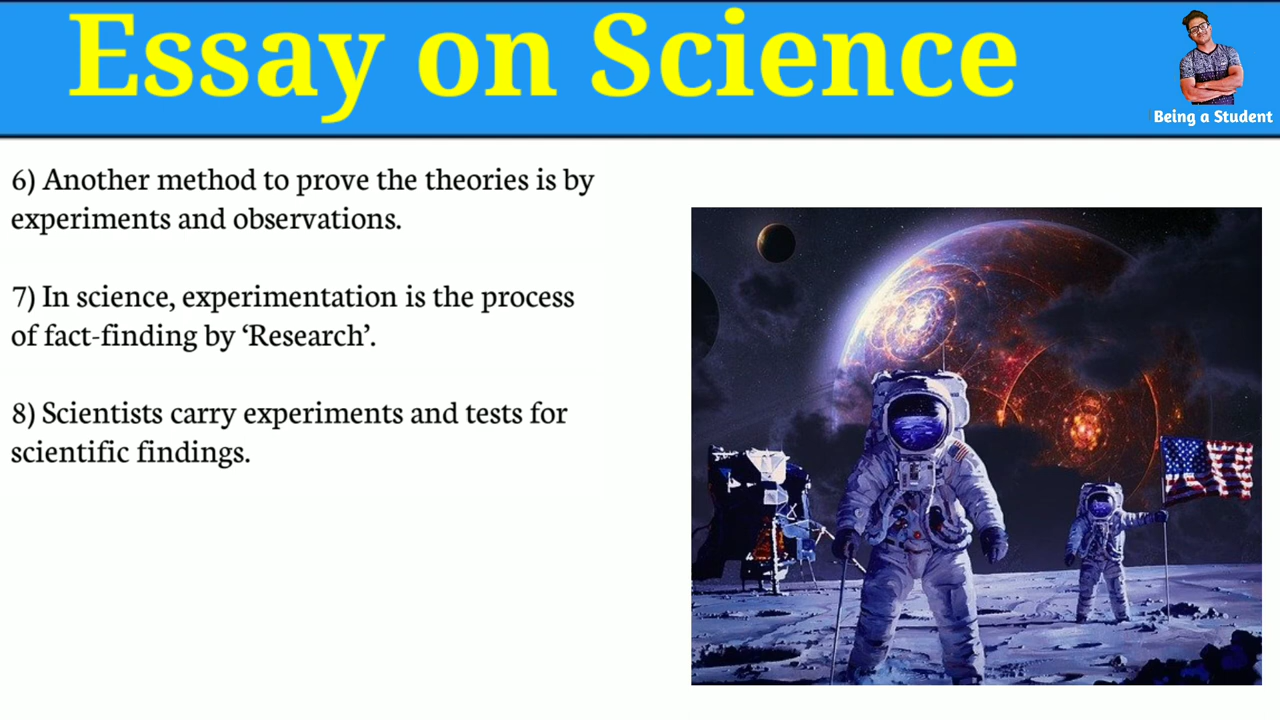 Essay on Science
Being a Student
6) Another method to prove the theories is by
experiments and observations.
7) In science, experimentation is the process
of fact-finding by ‘Research’.
8) Scientists carry experiments and tests for
scientific findings.